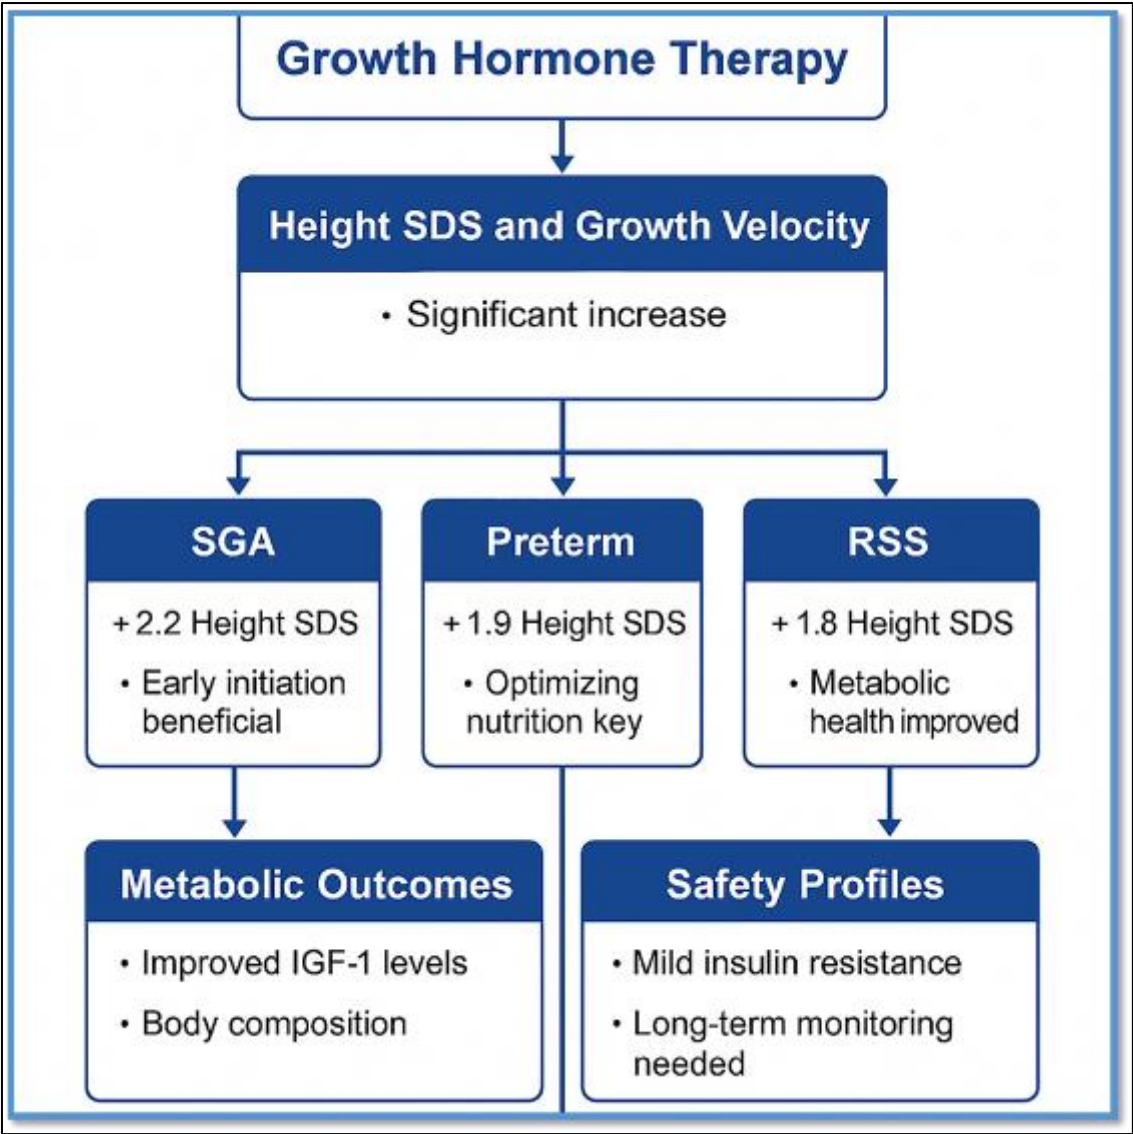 Growth Hormone Therapy
Height SDS and Growth Velocity
• Significant increase
SGA
+ 2.2 Height SDS
• Early initiation
beneficial
Preterm
+ 1.9 Height SDS
• Optimizing
nutrition key
RSS
+ 1.8 Height SDS
• Metabolic
health improved
Metabolic Outcomes
• Improved IGF-1 levels
• Body composition
Safety Profiles
• Mild insulin resistance
• Long-term monitoring
needed